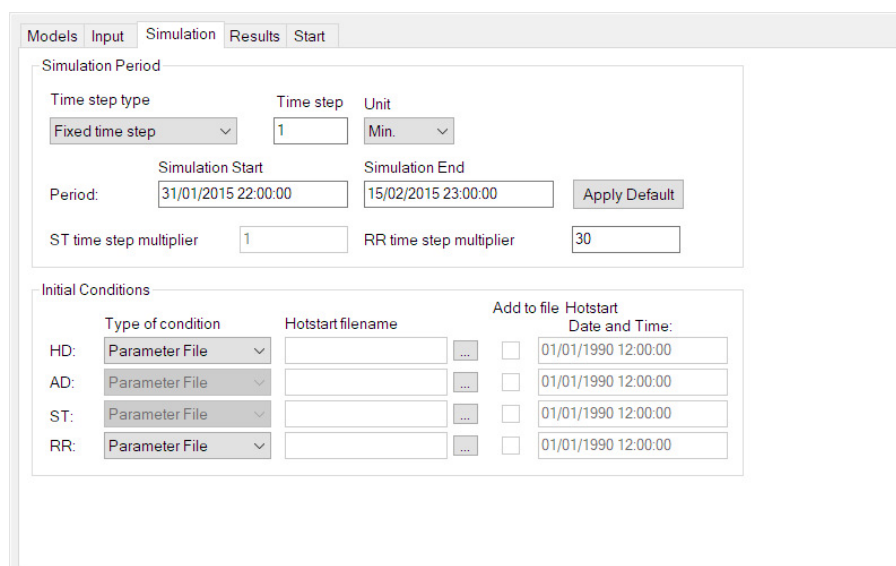 Models Input Simulation Results Start
Simulation Period
Time step type Time step Unit
Fixed time step 1 Min.
Simulation Start Simulation End
Period: 31/01/2015 22:00:00 15/02/2015 23:00:00 Apply Default
ST time step multiplier 1 RR time step multiplier 30
Initial Conditions
Add to file Hotstart
Type of condition Hotstart filename Date and Time:
HD: Parameter File ... 01/01/1990 12:00:00
AD: Parameter File ... 01/01/1990 12:00:00
ST: Parameter File ... 01/01/1990 12:00:00
RR: Parameter File ... 01/01/1990 12:00:00